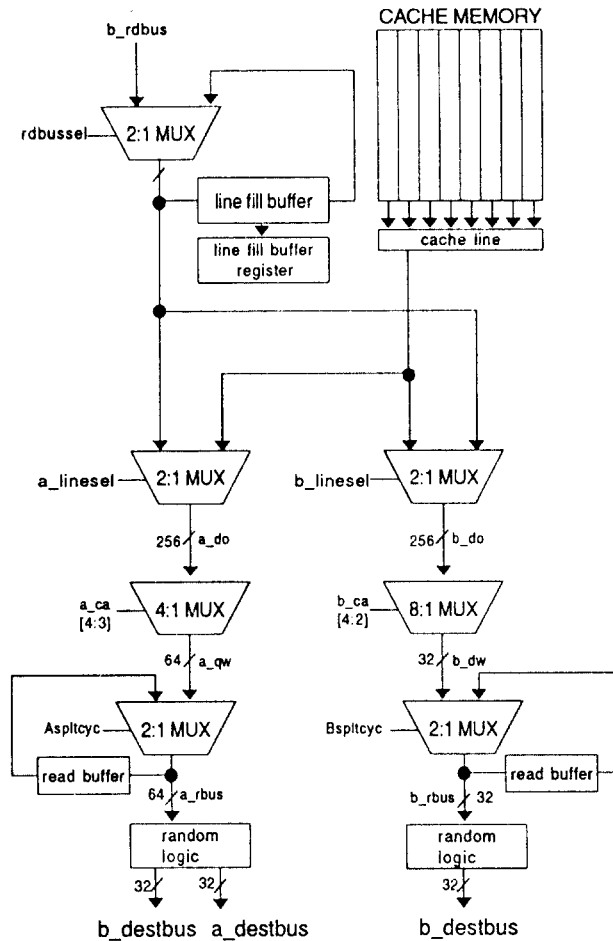 CACHE MEMORY
b_rdbus
rdbussel
2:1 MUX
line fill buffer
line fill buffer
register
cache line
a_linesel
2:1 MUX
b_linesel
2:1 MUX
256
a_do
256
b_do
a_ca
[4:3]
4:1 MUX
b_ca
[4:2]
8:1 MUX
64
a_qw
32
b_dw
Aspltcyc
2:1 MUX
Bspltcyc
2:1 MUX
read buffer
read buffer
64
a_rbus
b_rbus
32
random
logic
random
logic
32
32
32
b_destbus
a_destbus
b_destbus